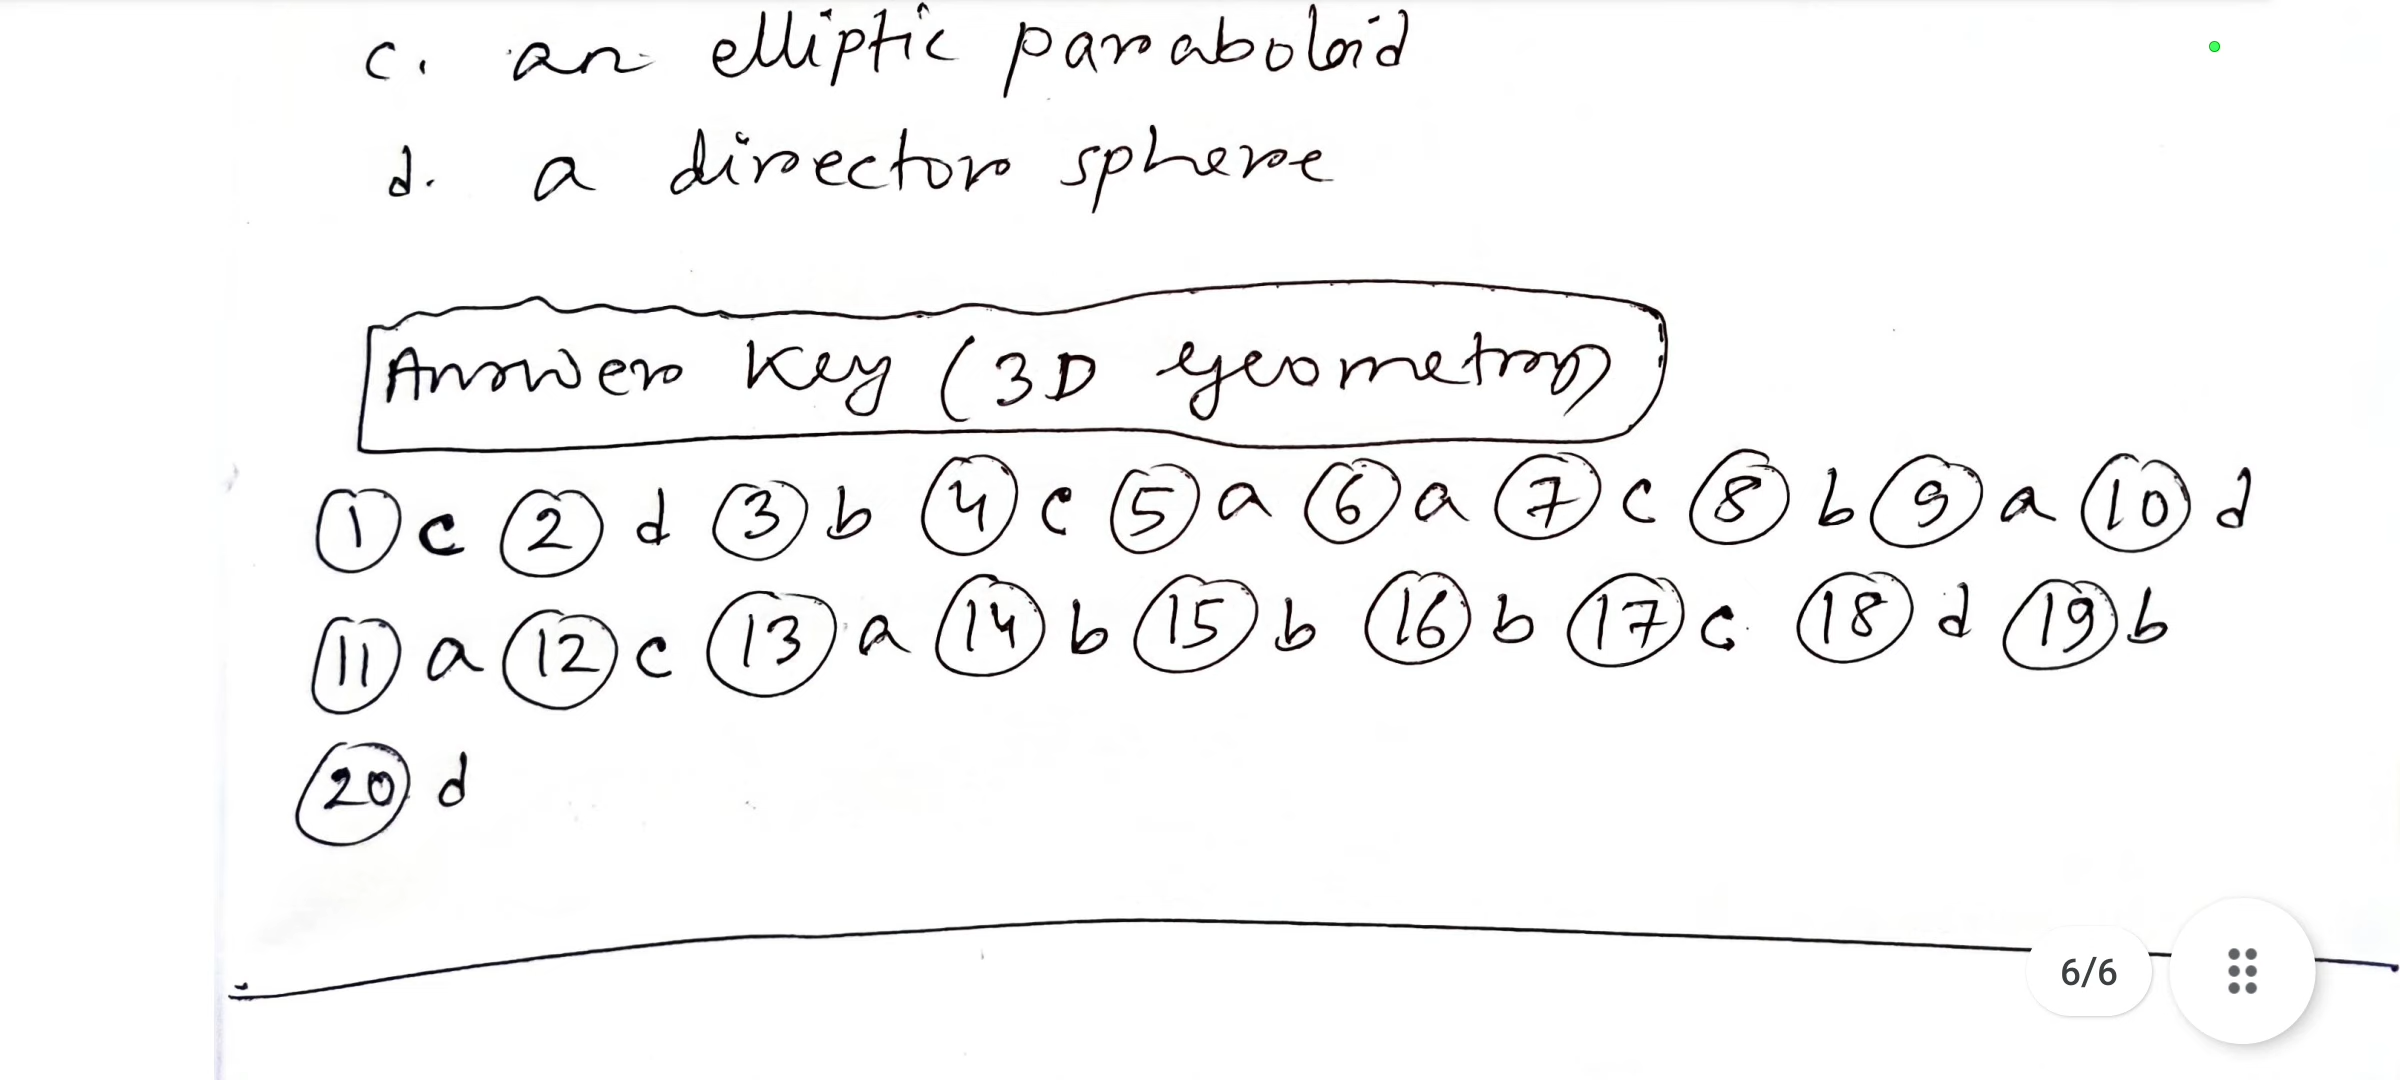 c. an elliptic paraboloid
d. a director sphere
Answer Key (3D geometry)
1 c 2 d 3 b 4 c 5 a 6 a 7 c 8 b 9 a 10 d
11 a 12 c 13 a 14 b 15 b 16 b 17 c 18 d 19 b
20 d
6/6